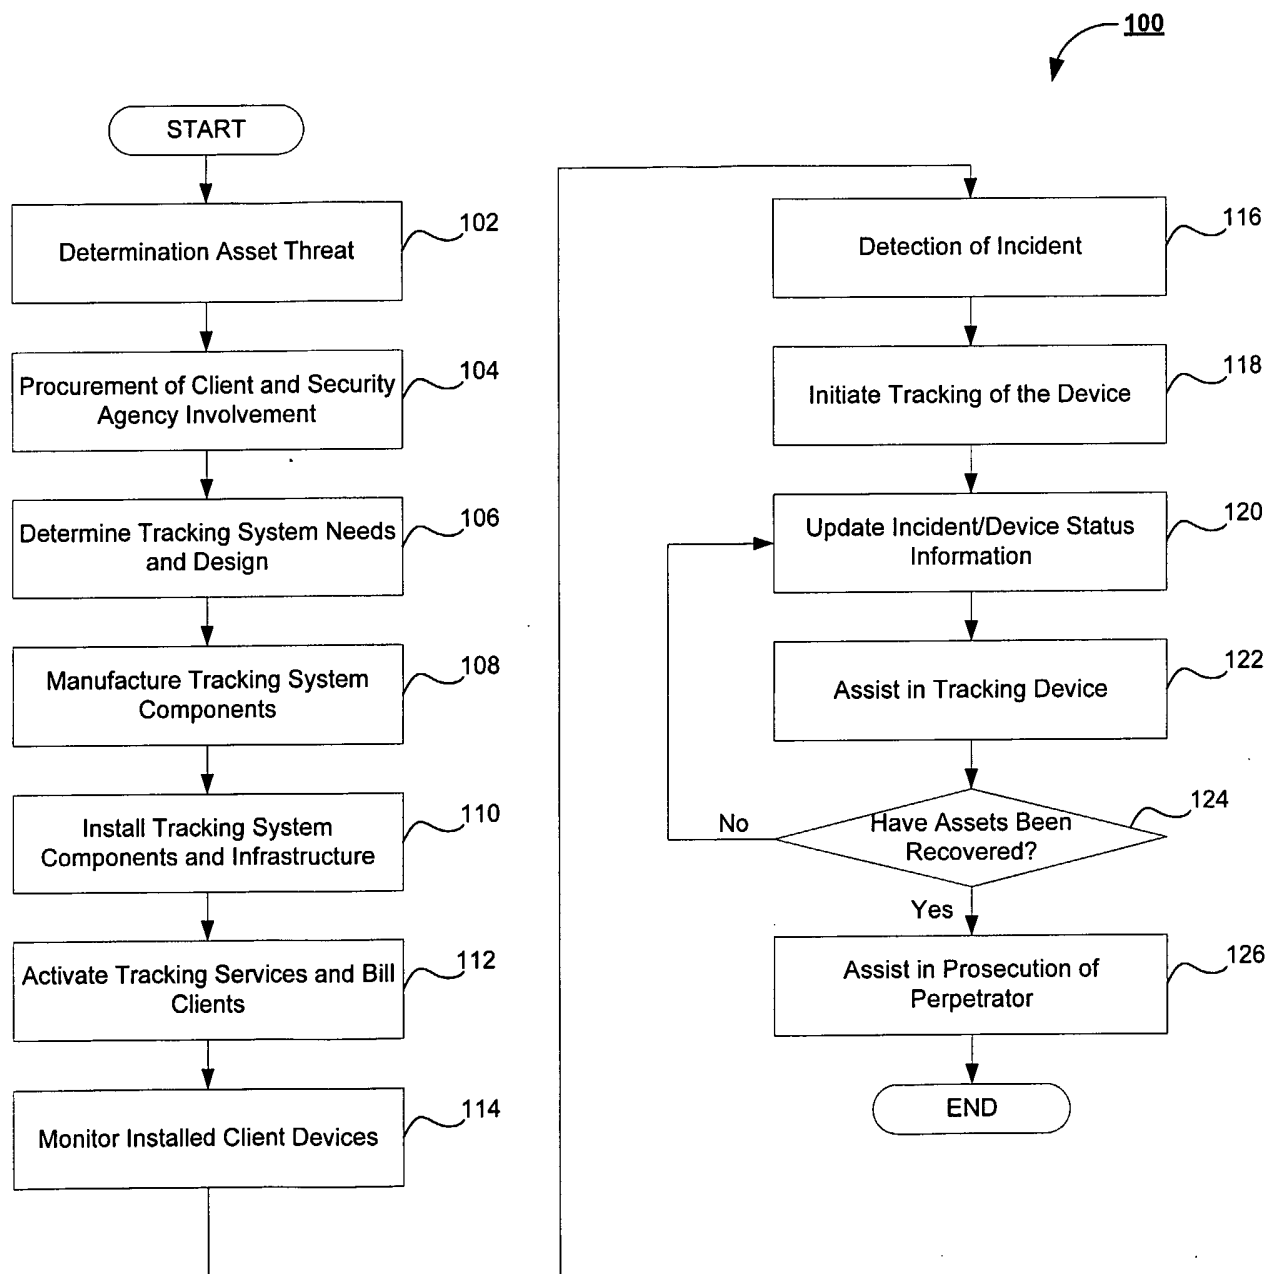 100
START
Determination Asset Threat
102
Procurement of Client and Security
Agency Involvement
104
Determine Tracking System Needs
and Design
106
Manufacture Tracking System
Components
108
Install Tracking System
Components and Infrastructure
110
Activate Tracking Services and Bill
Clients
112
Monitor Installed Client Devices
114
Detection of Incident
116
Initiate Tracking of the Device
118
Update Incident/Device Status
Information
120
Assist in Tracking Device
122
Have Assets Been
Recovered?
124
No
Yes
Assist in Prosecution of
Perpetrator
126
END